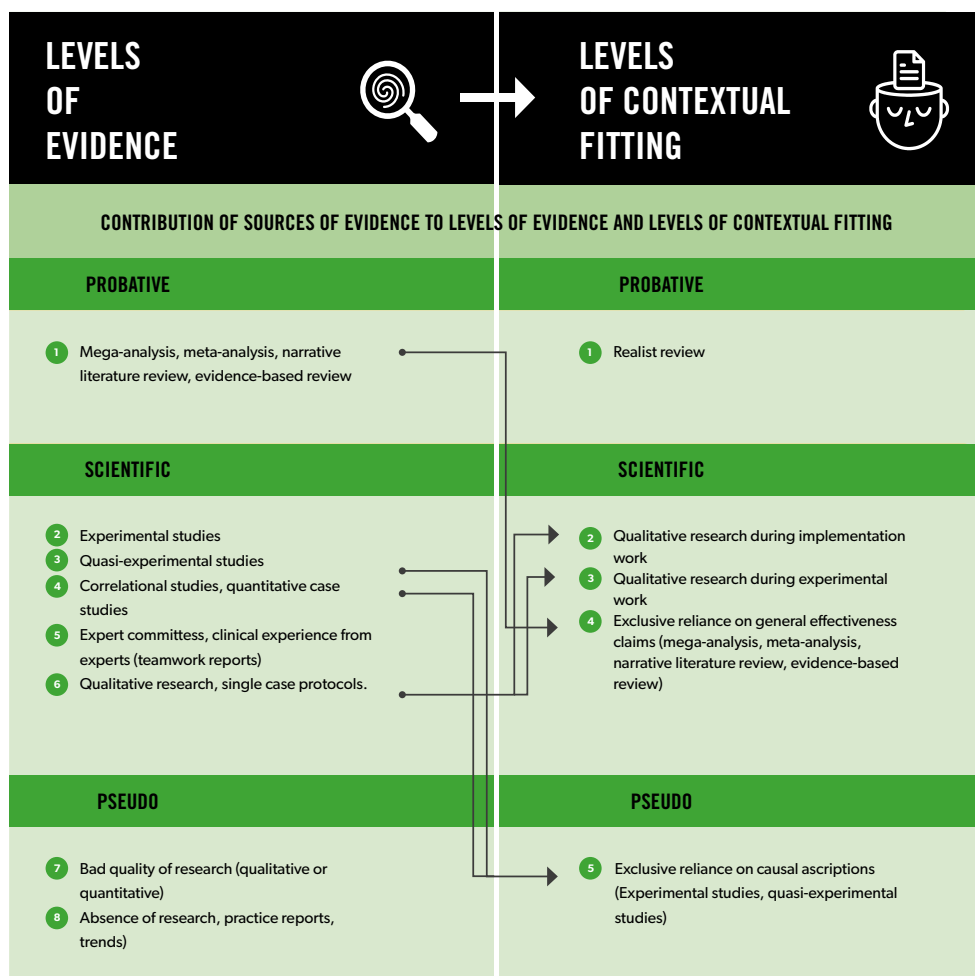 LEVELS
OF
EVIDENCE
LEVELS
OF CONTEXTUAL
FITTING
CONTRIBUTION OF SOURCES OF EVIDENCE TO LEVELS OF EVIDENCE AND LEVELS OF CONTEXTUAL FITTING
PROBATIVE
1 Mega-analysis, meta-analysis, narrative
literature review, evidence-based review
SCIENTIFIC
2 Experimental studies
3 Quasi-experimental studies
4 Correlational studies, quantitative case
studies
5 Expert committess, clinical experience from
experts (teamwork reports)
6 Qualitative research, single case protocols.
PSEUDO
7 Bad quality of research (qualitative or
quantitative)
8 Absence of research, practice reports,
trends)
PROBATIVE
1 Realist review
SCIENTIFIC
2 Qualitative research during implementation
work
3 Qualitative research during experimental
work
4 Exclusive reliance on general effectiveness
claims (mega-analysis, meta-analysis,
narrative literature review, evidence-based
review)
PSEUDO
5 Exclusive reliance on causal ascriptions
(Experimental studies, quasi-experimental
studies)